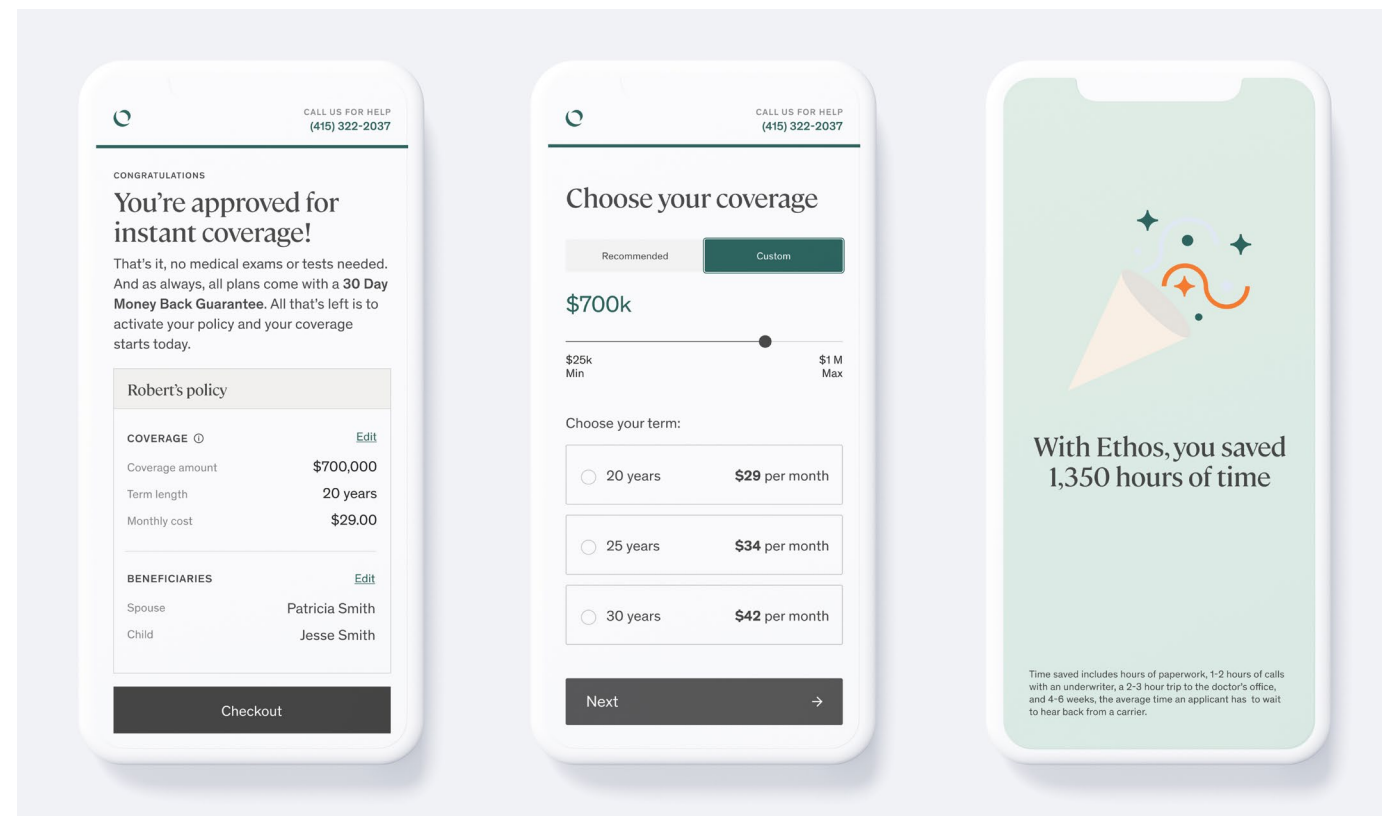 CALL US FOR HELP
(415) 322-2037
CONGRATULATIONS
You’re approved for
instant coverage!
That’s it, no medical exams or tests needed.
And as always, all plans come with a 30 Day
Money Back Guarantee. All that’s left is to
activate your policy and your coverage
starts today.
Robert’s policy
COVERAGE Edit
Coverage amount $700,000
Term length 20 years
Monthly cost $29.00
BENEFICIARIES Edit
Spouse Patricia Smith
Child Jesse Smith
Checkout
CALL US FOR HELP
(415) 322-2037
Choose your coverage
Recommended Custom
$700k
$25k $1 M
Min Max
Choose your term:
20 years $29 per month
25 years $34 per month
30 years $42 per month
Next →
With Ethos, you saved
1,350 hours of time
Time saved includes hours of paperwork, 1-2 hours of calls
with an underwriter, a 2-3 hour trip to the doctor’s office,
and 4-6 weeks, the average time an applicant has to wait
to hear back from a carrier.